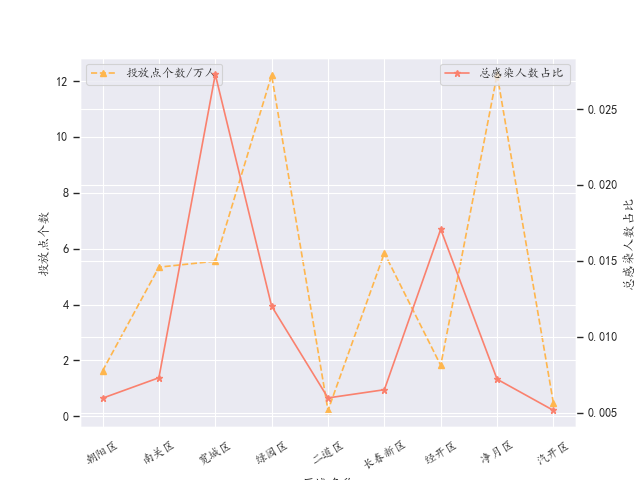 投放点个数/万人
总感染人数占比
12
10
8
6
4
2
0
投放点个数
0.025
0.020
0.015
0.010
0.005
总感染人数占比
朝阳区
南关区
宽城区
绿园区
二道区
长春新区
经开区
净月区
汽开区